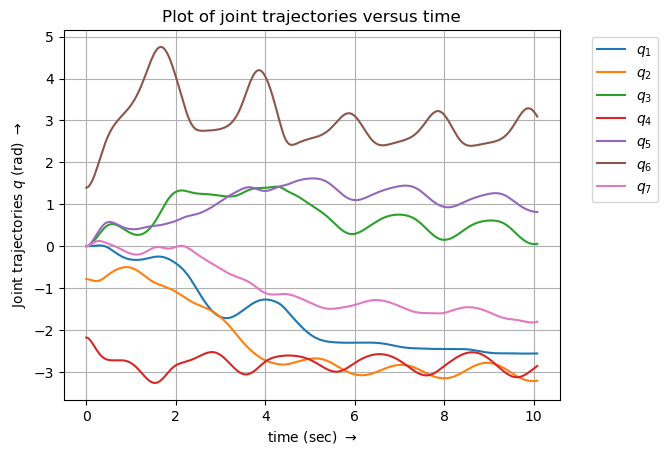 Plot of joint trajectories versus time
Joint trajectories q (rad) →
5
4
3
2
1
0
−1
−2
−3
0
2
4
6
8
10
time (sec) →
q₁
q₂
q₃
q₄
q₅
q₆
q₇